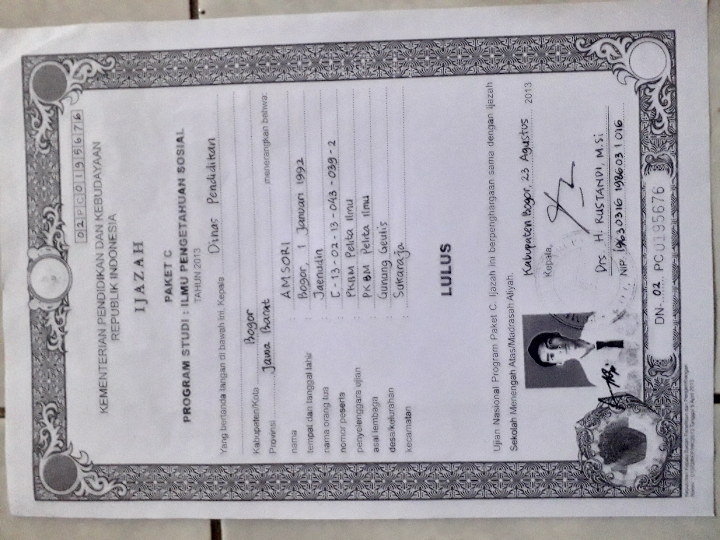 02PC0195676
KEMENTERIAN PENDIDIKAN DAN KEBUDAYAAN
REPUBLIK INDONESIA
IJAZAH
PAKET C
PROGRAM STUDI : ILMU PENGETAHUAN SOSIAL
TAHUN 2013
Yang bertanda tangan di bawah ini, Kepala Dinas Pendidikan
Kabupaten/Kota Bogor
Provinsi Jawa Barat menerangkan bahwa:
nama : AMSORI
tempat dan tanggal lahir : Bogor, 1 Januari 1992
nama orang tua : Jaenudin
nomor peserta : C-13-02-13-043-039-2
penyelenggara ujian : PKBM Pelita Ilmu
asal lembaga : PKBM Pelita Ilmu
desa/kelurahan : Gunung Geulis
kecamatan : Sukaraja
LULUS
Ujian Nasional Program Paket C. Ijazah ini berpenghargaan sama dengan Ijazah
Sekolah Menengah Atas/Madrasah Aliyah.
Kabupaten Bogor, 23 Agustus 2013
Kepala,
Drs H. RUSTANDI, M.Si
NIP. 19630316 198603 1 016
DN-02 PC 0195676